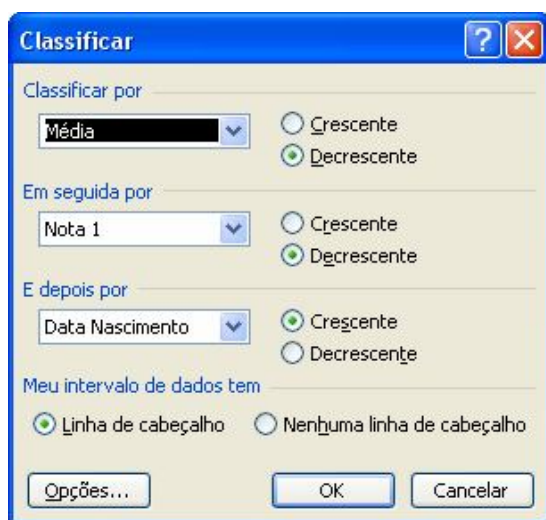 Classificar
Classificar por
Média
Crescente
Decrescente
Em seguida por
Nota 1
Crescente
Decrescente
E depois por
Data Nascimento
Crescente
Decrescente
Meu intervalo de dados tem
Linha de cabeçalho Nenhuma linha de cabeçalho
Opções... OK Cancelar